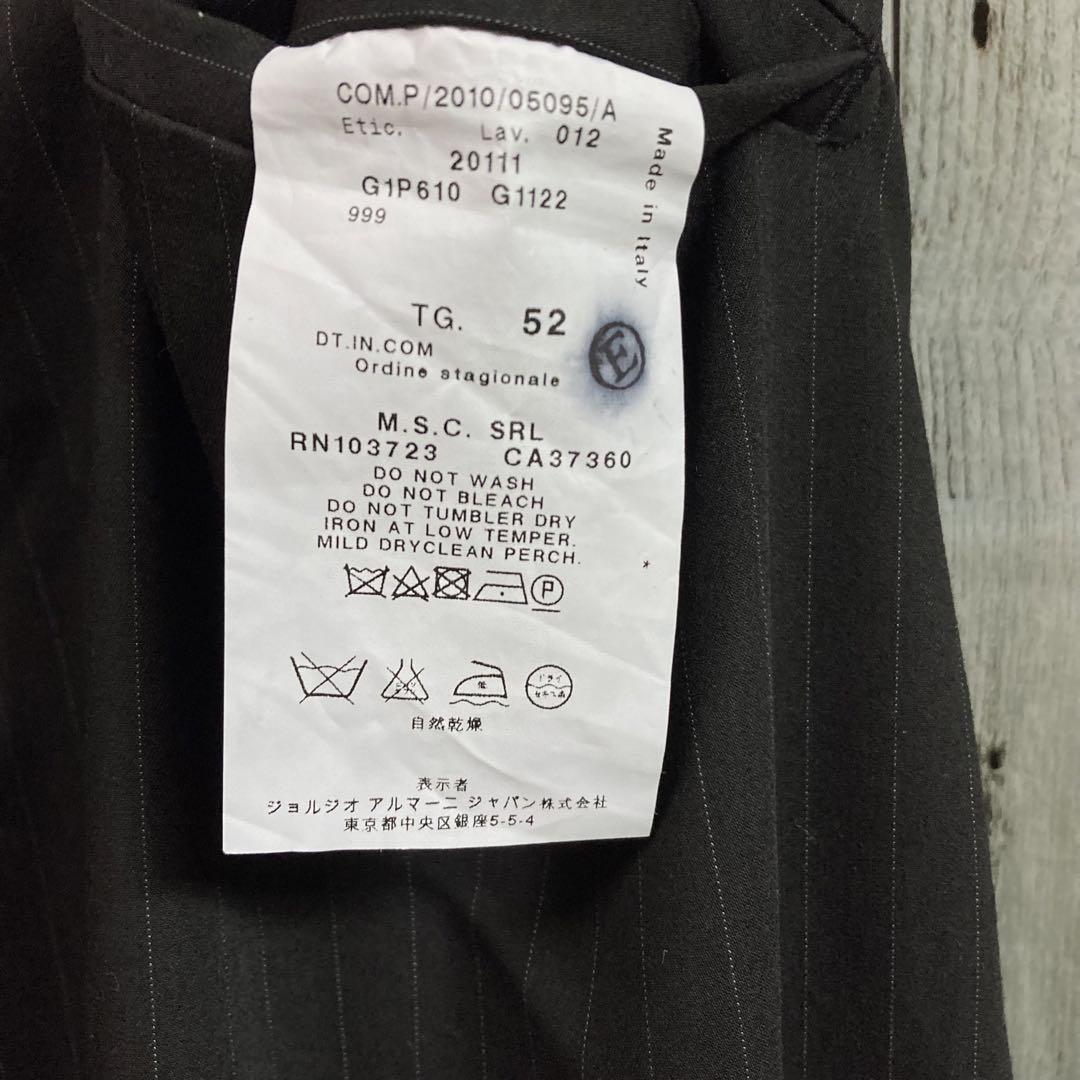 COM.P/2010/05095/A
Etic. Lav. 012
20111
G1P610 G1122
999
Made in Italy
TG. 52
E
DT.IN.COM
Ordine stagionale
M.S.C. SRL
RN103723 CA37360
DO NOT WASH
DO NOT BLEACH
DO NOT TUMBLER DRY
IRON AT LOW TEMPER.
MILD DRYCLEAN PERCH.
*
P
低
ドライ
自然乾燥
表示者
ジョルジオ アルマーニ ジャパン株式会社
東京都中央区銀座5-5-4